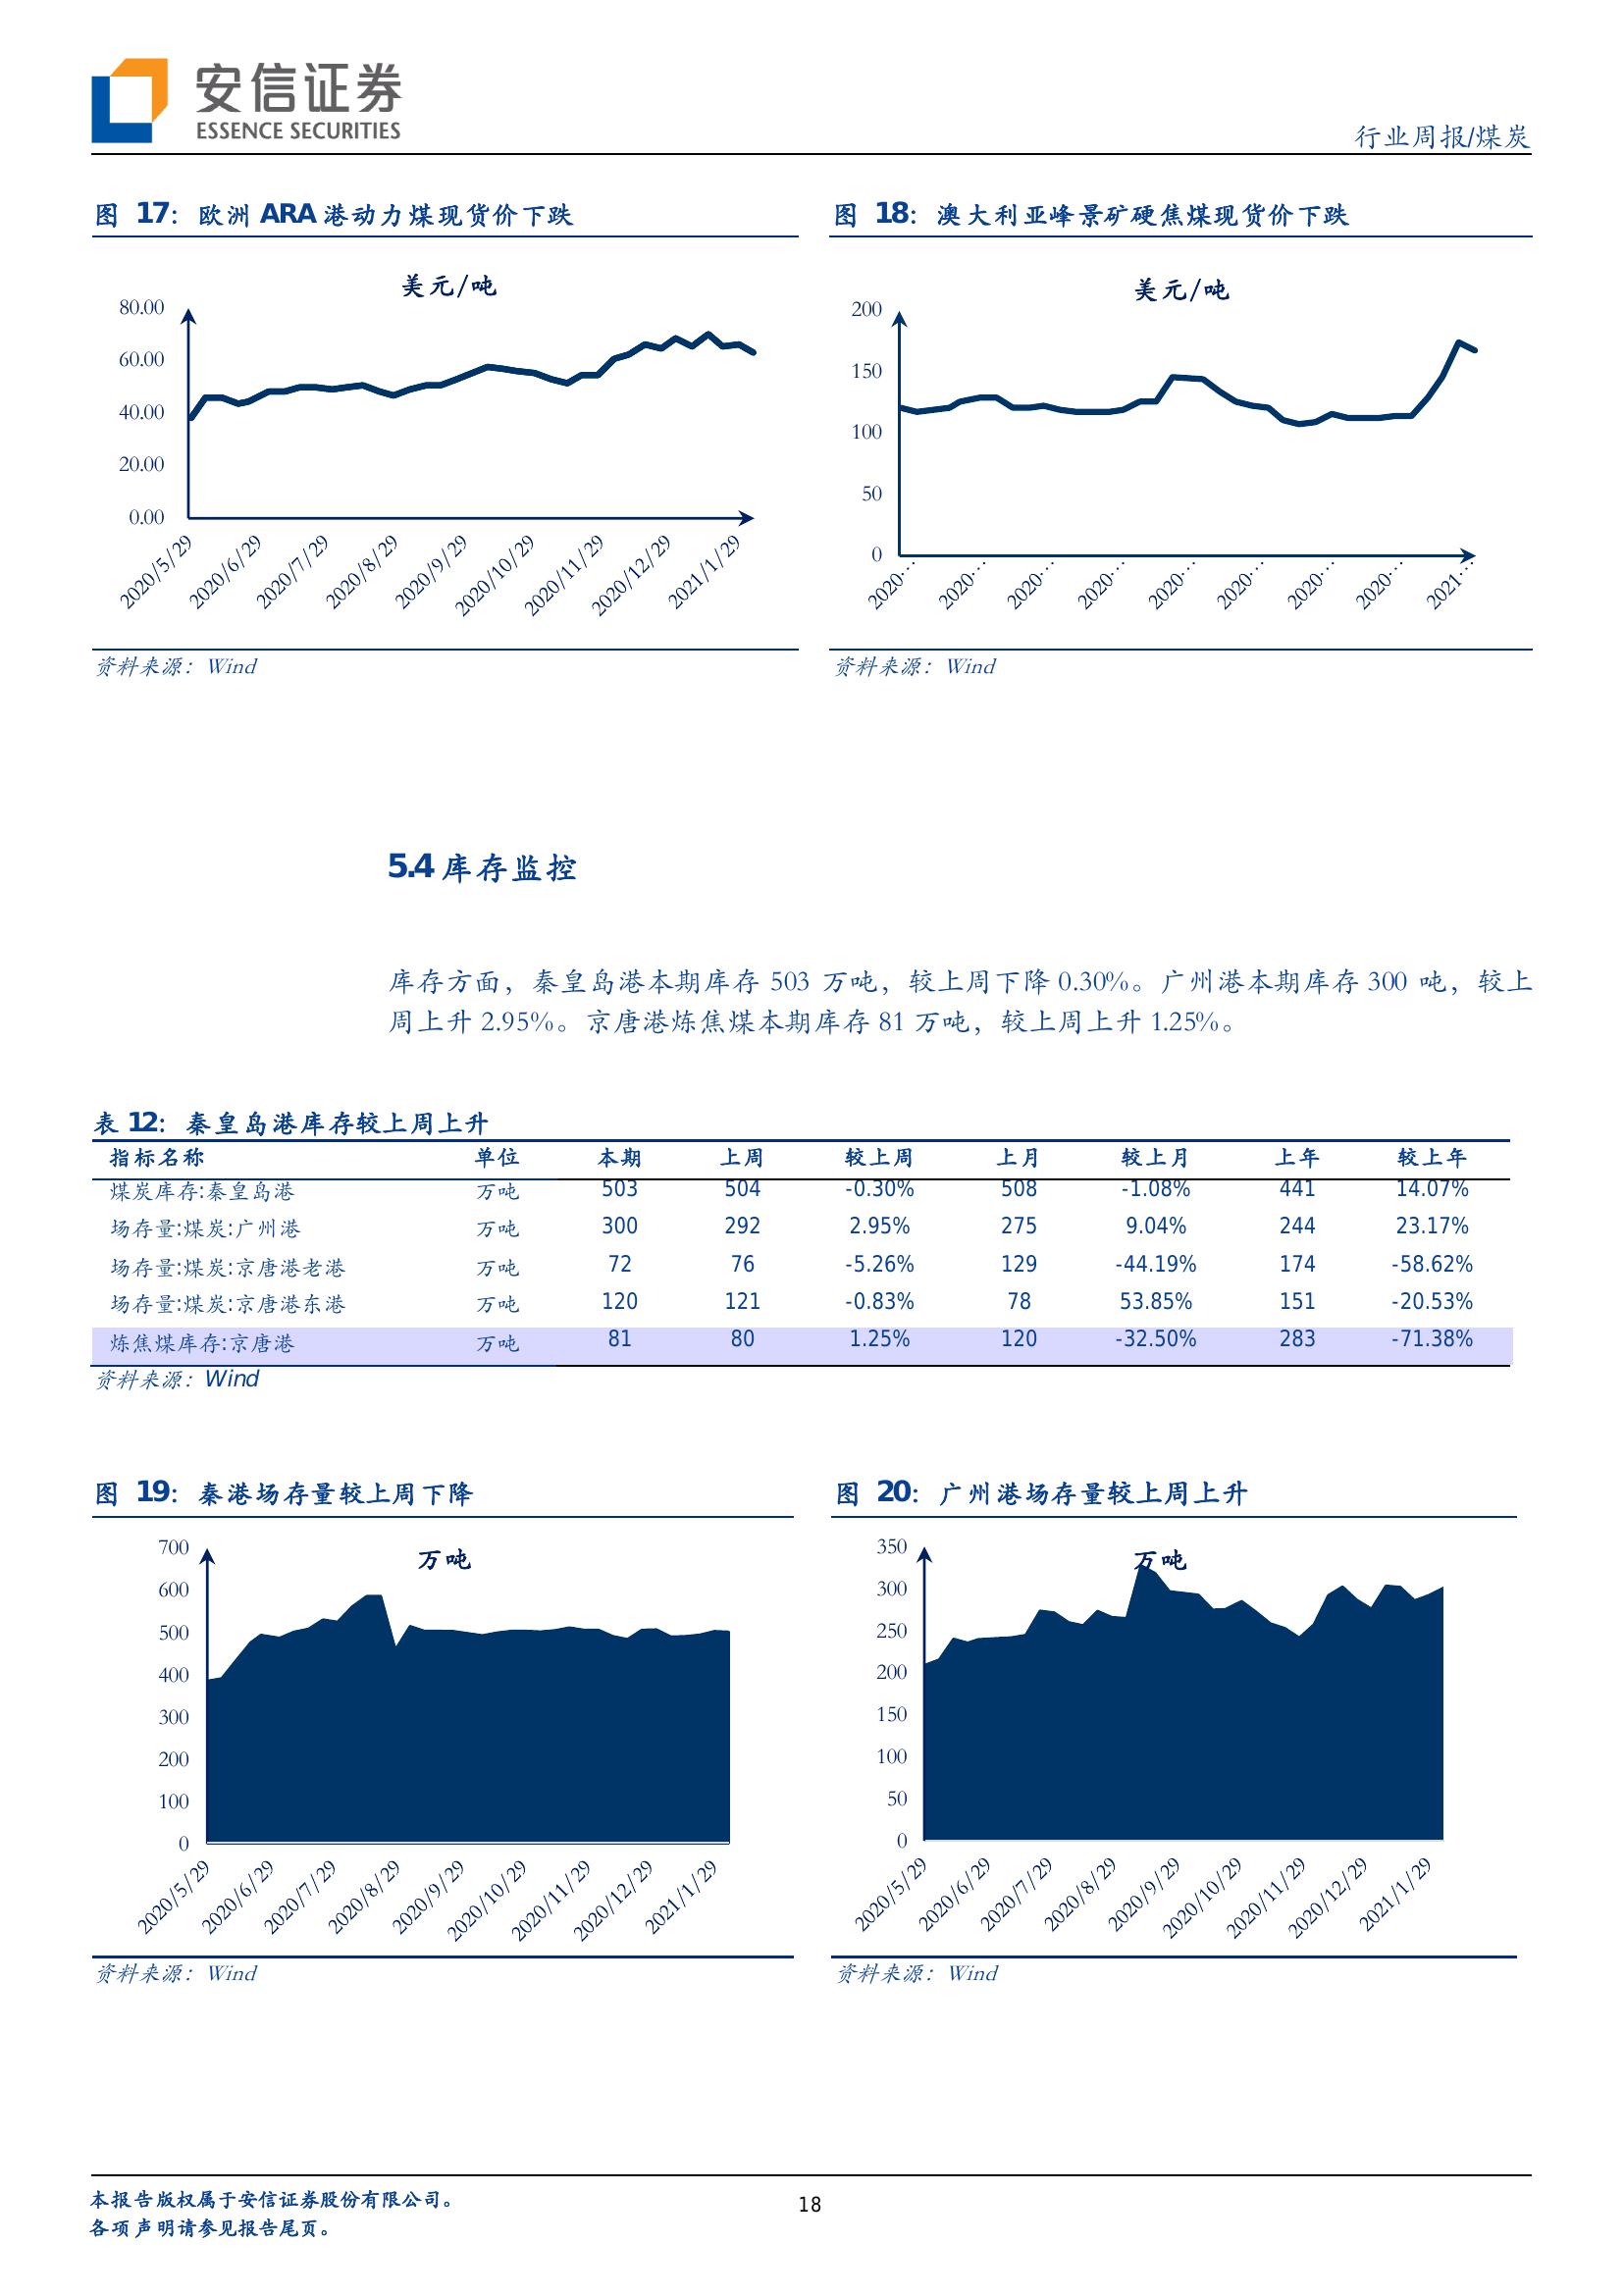 安信证券
ESSENCE SECURITIES
行业周报/煤炭
图 17：欧洲 ARA 港动力煤现货价下跌
美元/吨
80.00
60.00
40.00
20.00
0.00
2020/5/29 2020/6/29 2020/7/29 2020/8/29 2020/9/29 2020/10/29 2020/11/29 2020/12/29 2021/1/29
资料来源：Wind
图 18：澳大利亚峰景矿硬焦煤现货价下跌
美元/吨
200
150
100
50
0
2020… 2020… 2020… 2020… 2020… 2020… 2020… 2020… 2021…
资料来源：Wind
5.4 库存监控
库存方面，秦皇岛港本期库存 503 万吨，较上周下降 0.30%。广州港本期库存 300 吨，较上
周上升 2.95%。京唐港炼焦煤本期库存 81 万吨，较上周上升 1.25%。
表 12：秦皇岛港库存较上周上升
指标名称 单位 本期 上周 较上周 上月 较上月 上年 较上年
煤炭库存:秦皇岛港 万吨 503 504 -0.30% 508 -1.08% 441 14.07%
场存量:煤炭:广州港 万吨 300 292 2.95% 275 9.04% 244 23.17%
场存量:煤炭:京唐港老港 万吨 72 76 -5.26% 129 -44.19% 174 -58.62%
场存量:煤炭:京唐港东港 万吨 120 121 -0.83% 78 53.85% 151 -20.53%
炼焦煤库存:京唐港 万吨 81 80 1.25% 120 -32.50% 283 -71.38%
资料来源：Wind
图 19：秦港场存量较上周下降
万吨
700
600
500
400
300
200
100
0
2020/5/29 2020/6/29 2020/7/29 2020/8/29 2020/9/29 2020/10/29 2020/11/29 2020/12/29 2021/1/29
资料来源：Wind
图 20：广州港场存量较上周上升
万吨
350
300
250
200
150
100
50
0
2020/5/29 2020/6/29 2020/7/29 2020/8/29 2020/9/29 2020/10/29 2020/11/29 2020/12/29 2021/1/29
资料来源：Wind
本报告版权属于安信证券股份有限公司。
各项声明请参见报告尾页。
18